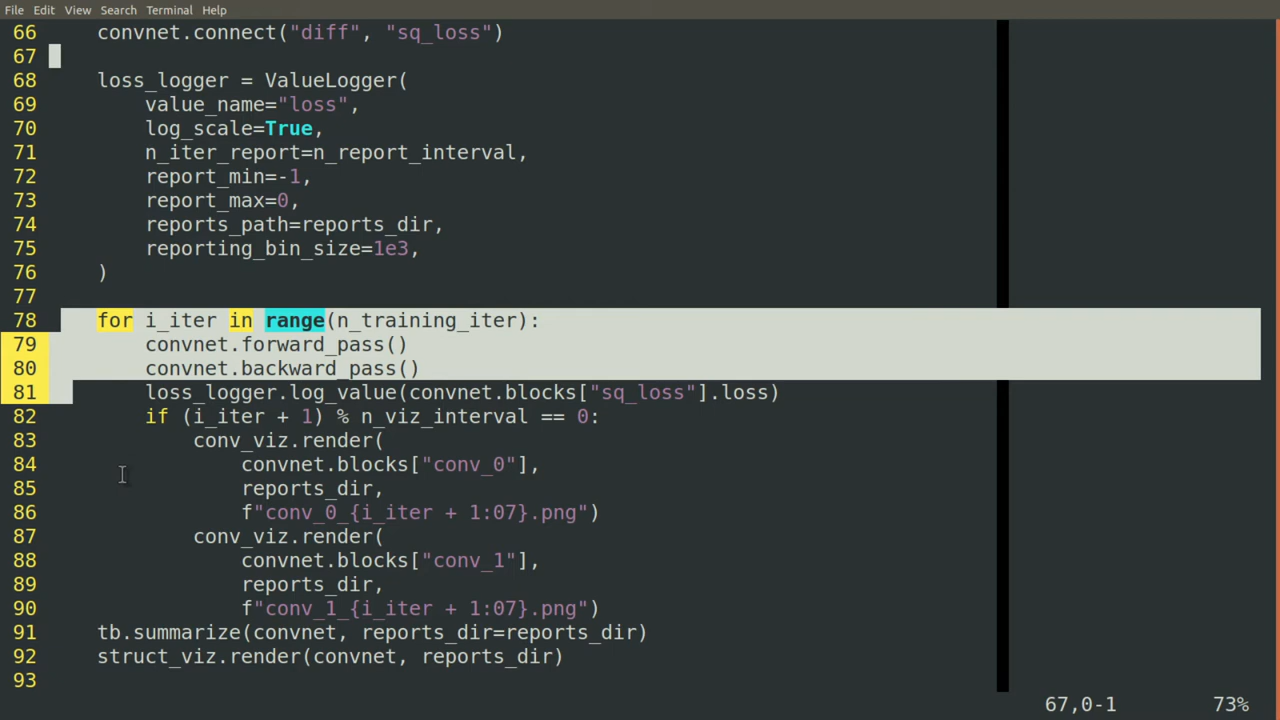 File Edit View Search Terminal Help
66     convnet.connect("diff", "sq_loss")
67
68     loss_logger = ValueLogger(
69         value_name="loss",
70         log_scale=True,
71         n_iter_report=n_report_interval,
72         report_min=-1,
73         report_max=0,
74         reports_path=reports_dir,
75         reporting_bin_size=1e3,
76     )
77
78     for i_iter in range(n_training_iter):
79         convnet.forward_pass()
80         convnet.backward_pass()
81         loss_logger.log_value(convnet.blocks["sq_loss"].loss)
82         if (i_iter + 1) % n_viz_interval == 0:
83             conv_viz.render(
84                 convnet.blocks["conv_0"],
85                 reports_dir,
86                 f"conv_0_{i_iter + 1:07}.png")
87             conv_viz.render(
88                 convnet.blocks["conv_1"],
89                 reports_dir,
90                 f"conv_1_{i_iter + 1:07}.png")
91     tb.summarize(convnet, reports_dir=reports_dir)
92     struct_viz.render(convnet, reports_dir)
93
67,0-1 73%